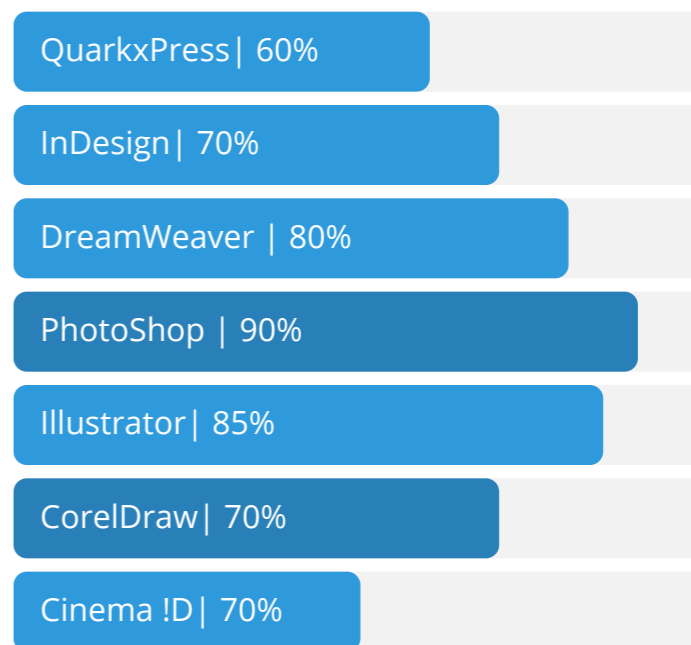 QuarkxPress| 60%
InDesign| 70%
DreamWeaver | 80%
PhotoShop | 90%
Illustrator| 85%
CorelDraw| 70%
Cinema !D| 70%